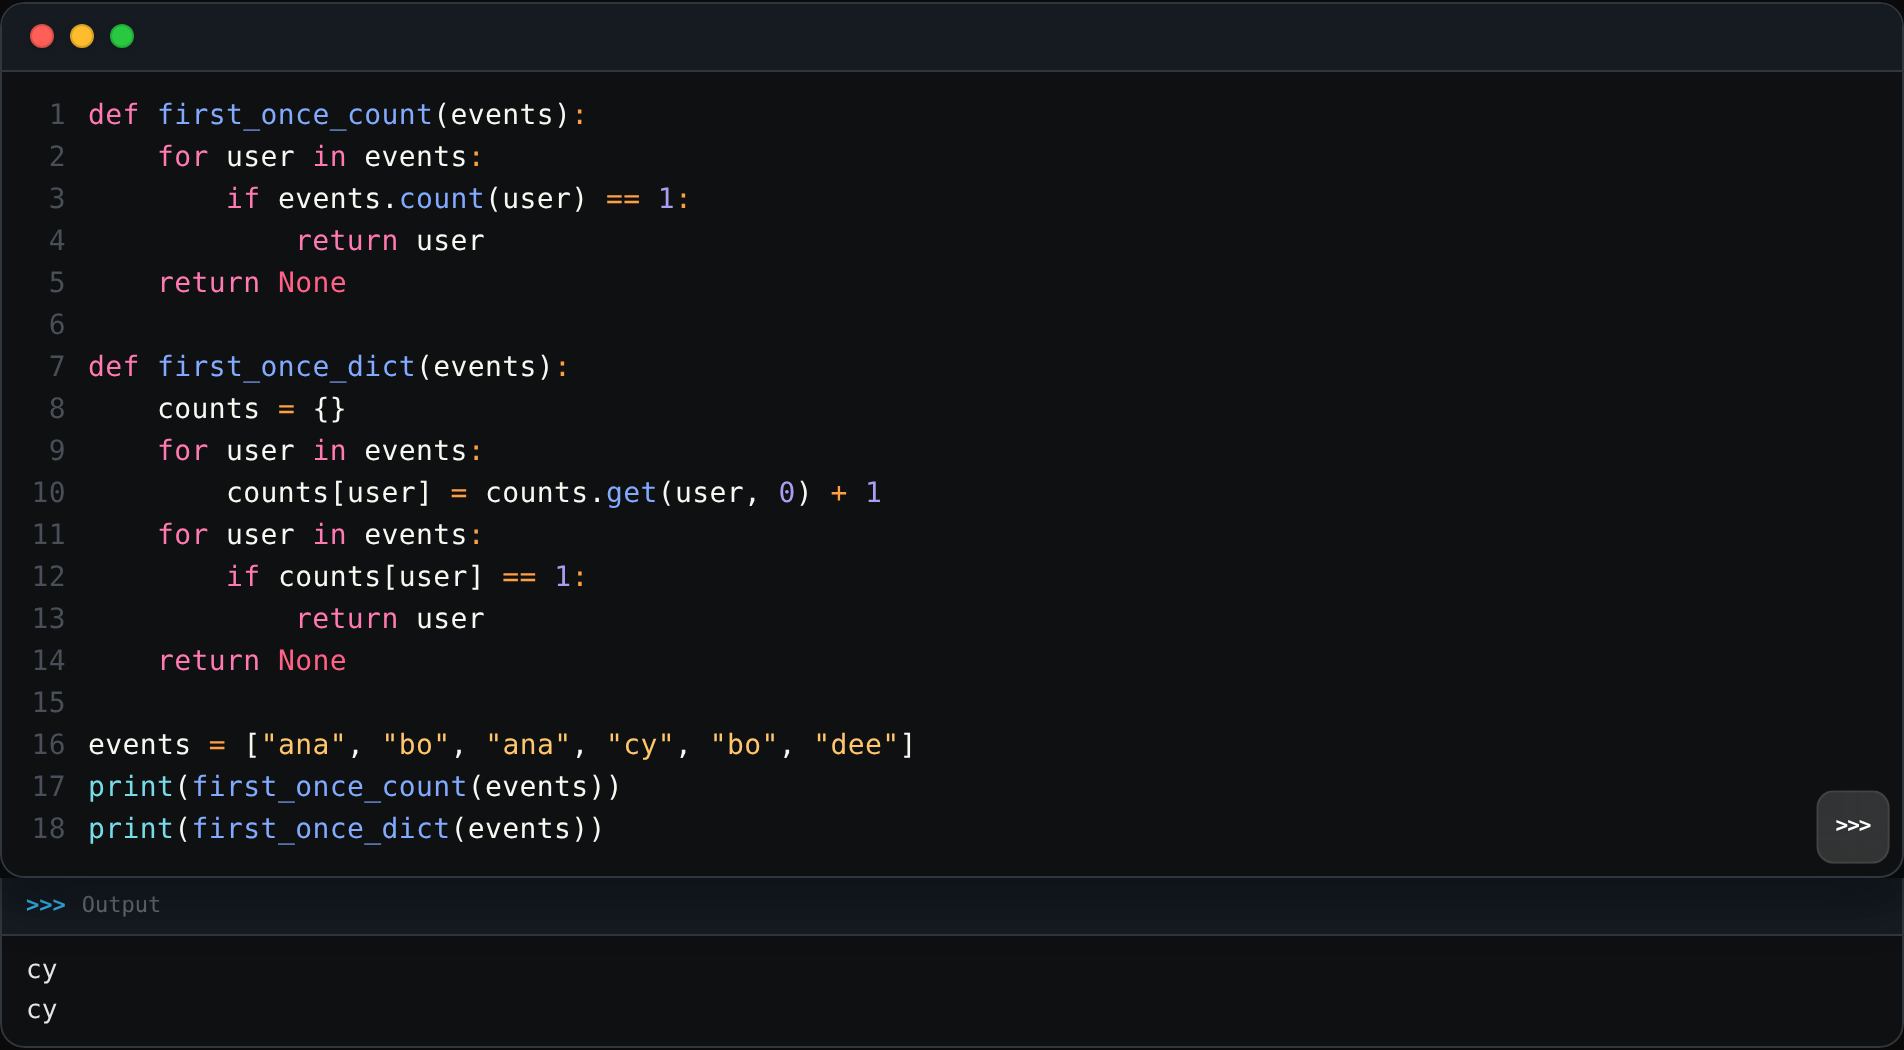 1 def first_once_count(events):
2     for user in events:
3         if events.count(user) == 1:
4             return user
5     return None
6
7 def first_once_dict(events):
8     counts = {}
9     for user in events:
10         counts[user] = counts.get(user, 0) + 1
11     for user in events:
12         if counts[user] == 1:
13             return user
14     return None
15
16 events = ["ana", "bo", "ana", "cy", "bo", "dee"]
17 print(first_once_count(events))
18 print(first_once_dict(events))
>>>
>>> Output
cy
cy